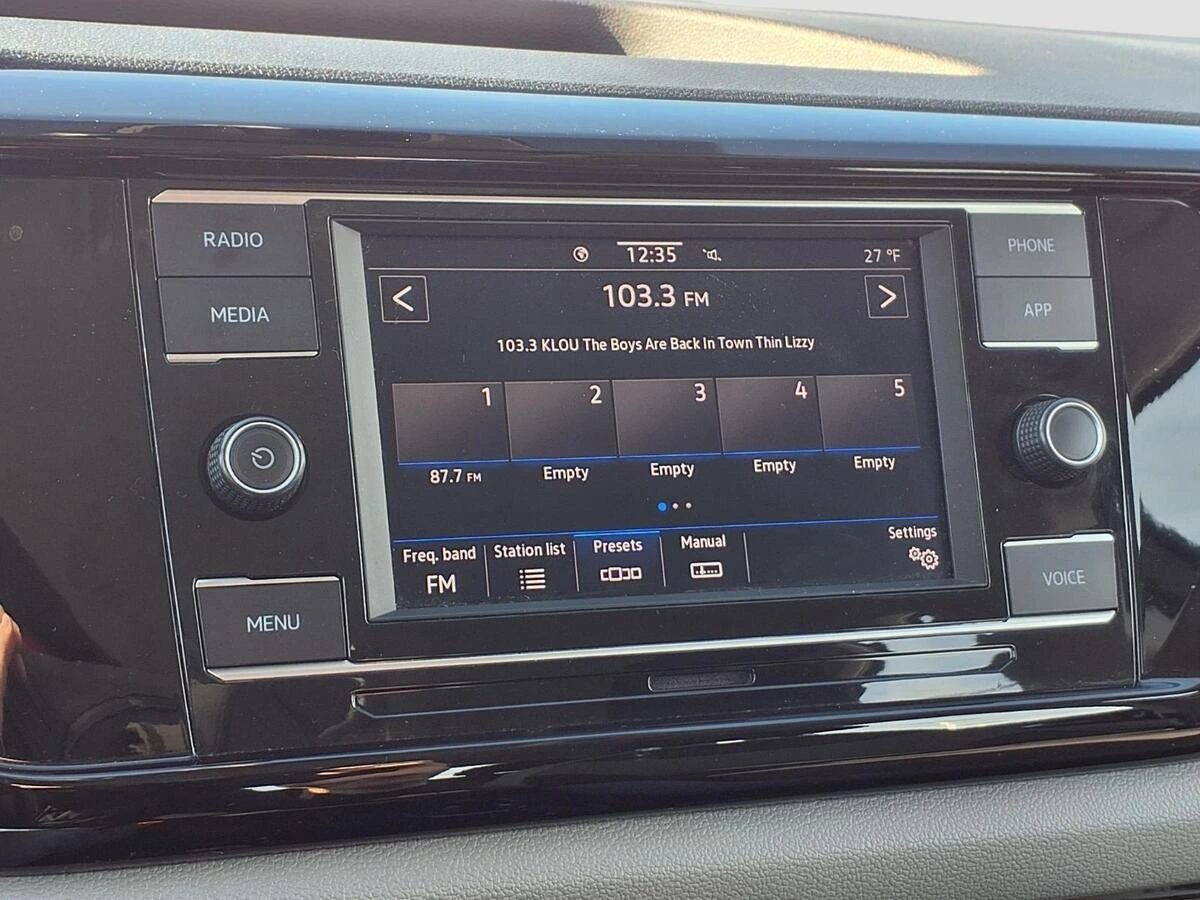 RADIO
MEDIA
MENU
PHONE
APP
VOICE
12:35
27 °F
< 103.3 FM >
103.3 KLOU The Boys Are Back In Town Thin Lizzy
1 2 3 4 5
87.7 FM Empty Empty Empty Empty
Freq. band Station list Presets Manual Settings
FM